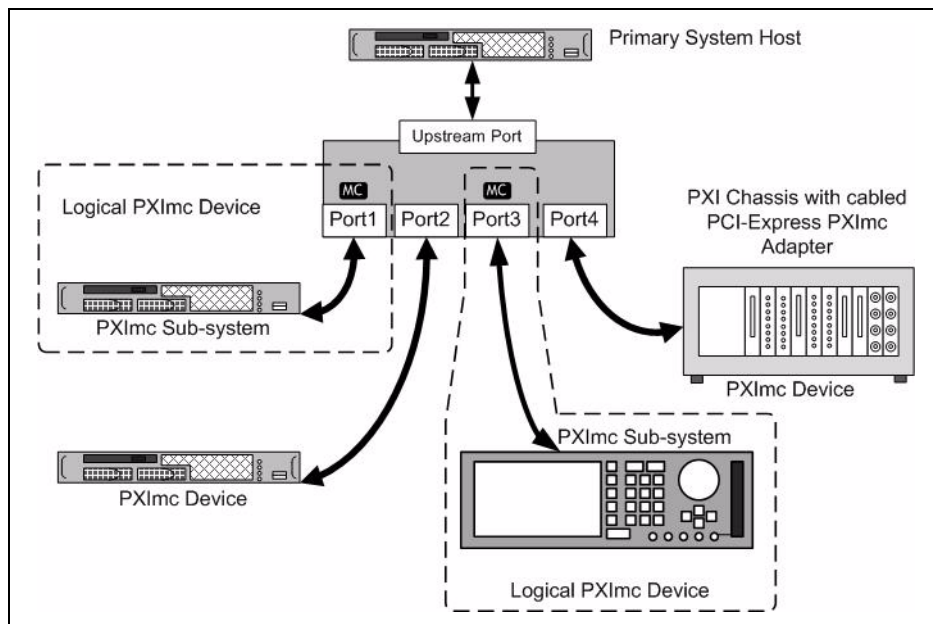 Primary System Host
Upstream Port
MC
MC
Port1
Port2
Port3
Port4
Logical PXImc Device
PXImc Sub-system
PXI Chassis with cabled
PCI-Express PXImc
Adapter
PXImc Device
PXImc Device
PXImc Sub-system
Logical PXImc Device